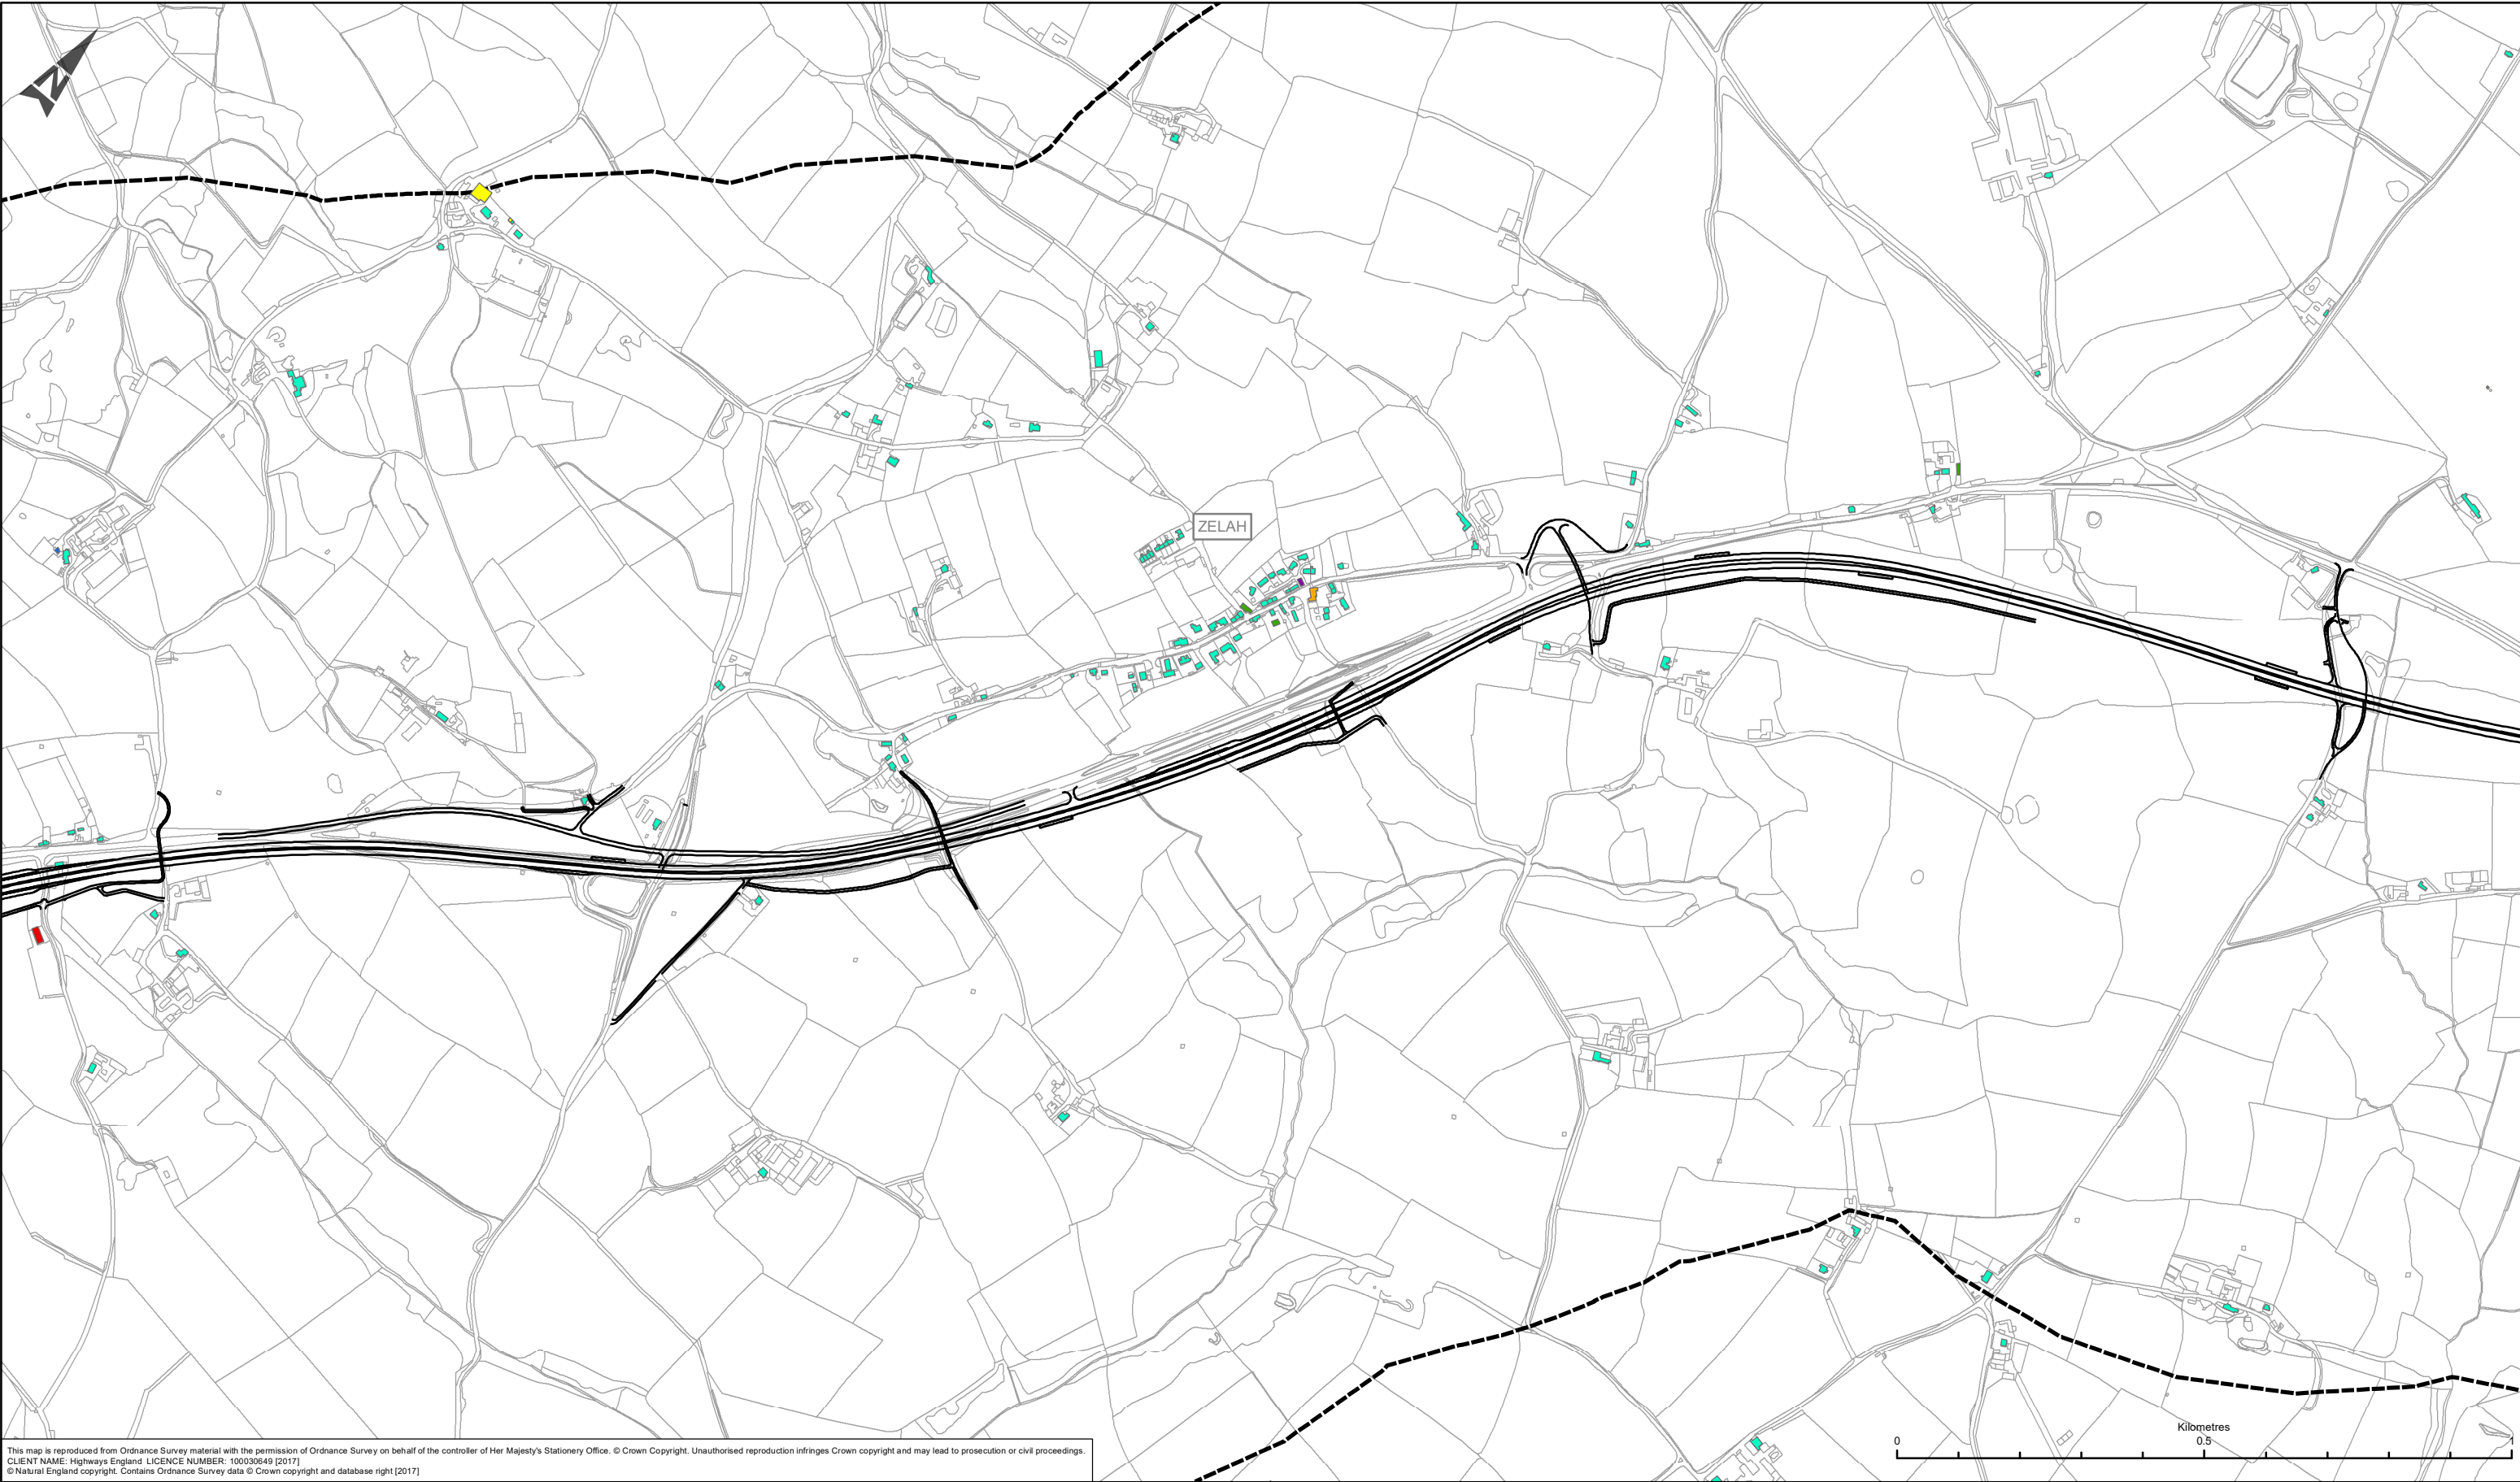 N
ZELAH
Kilometres
0 0.5 1
This map is reproduced from Ordnance Survey material with the permission of Ordnance Survey on behalf of the controller of Her Majesty's Stationery Office. © Crown Copyright. Unauthorised reproduction infringes Crown copyright and may lead to prosecution or civil proceedings.
CLIENT NAME: Highways England LICENCE NUMBER: 100030649 [2017]
© Natural England copyright. Contains Ordnance Survey data © Crown copyright and database right [2017]